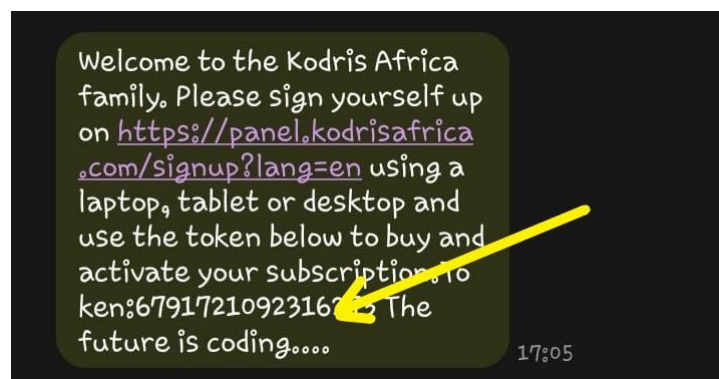 Welcome to the Kodris Africa
family. Please sign yourself up
on https://panel.kodrisafrica
.com/signup?lang=en using a
laptop, tablet or desktop and
use the token below to buy and
activate your subscription.To
The
future is coding....
17:05